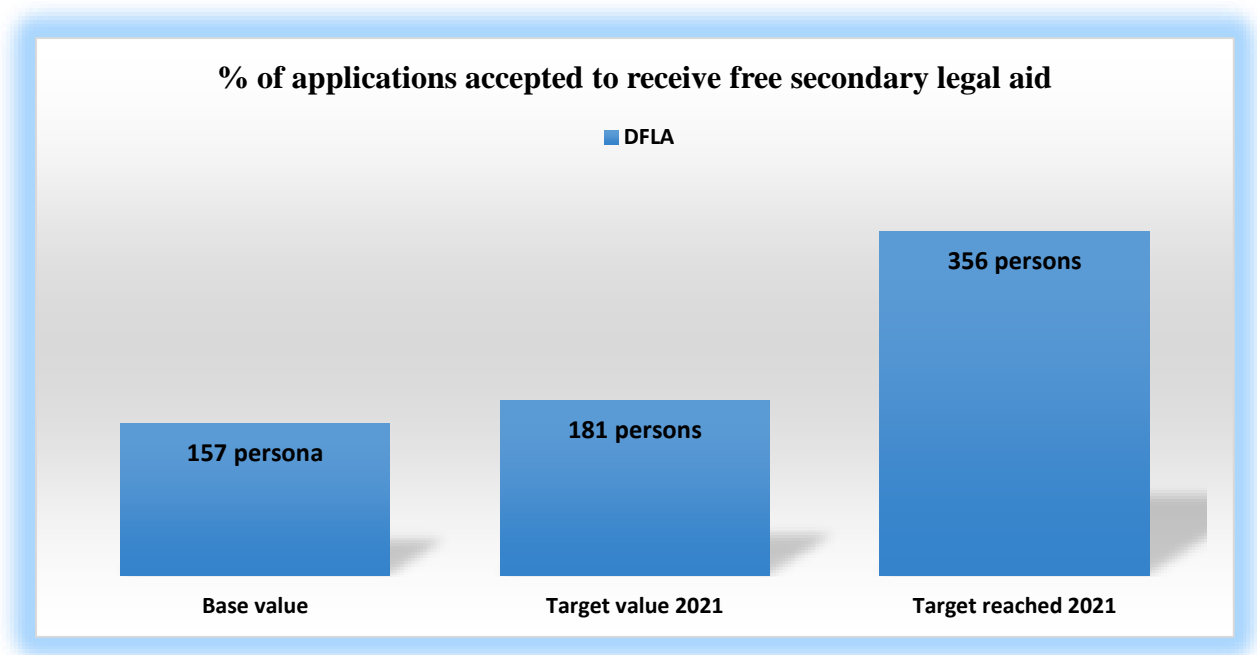 % of applications accepted to receive free secondary legal aid
DFLA
356 persons
181 persons
157 persona
Base value
Target value 2021
Target reached 2021